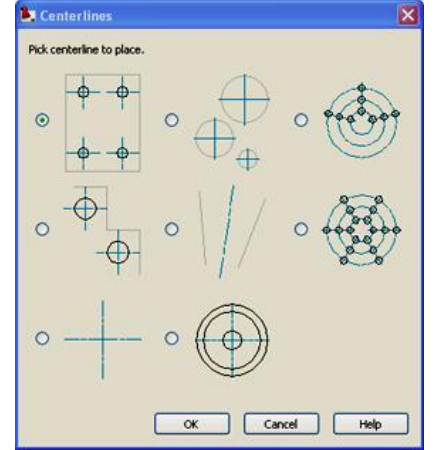 Centerlines
Pick centerline to place.
OK
Cancel
Help